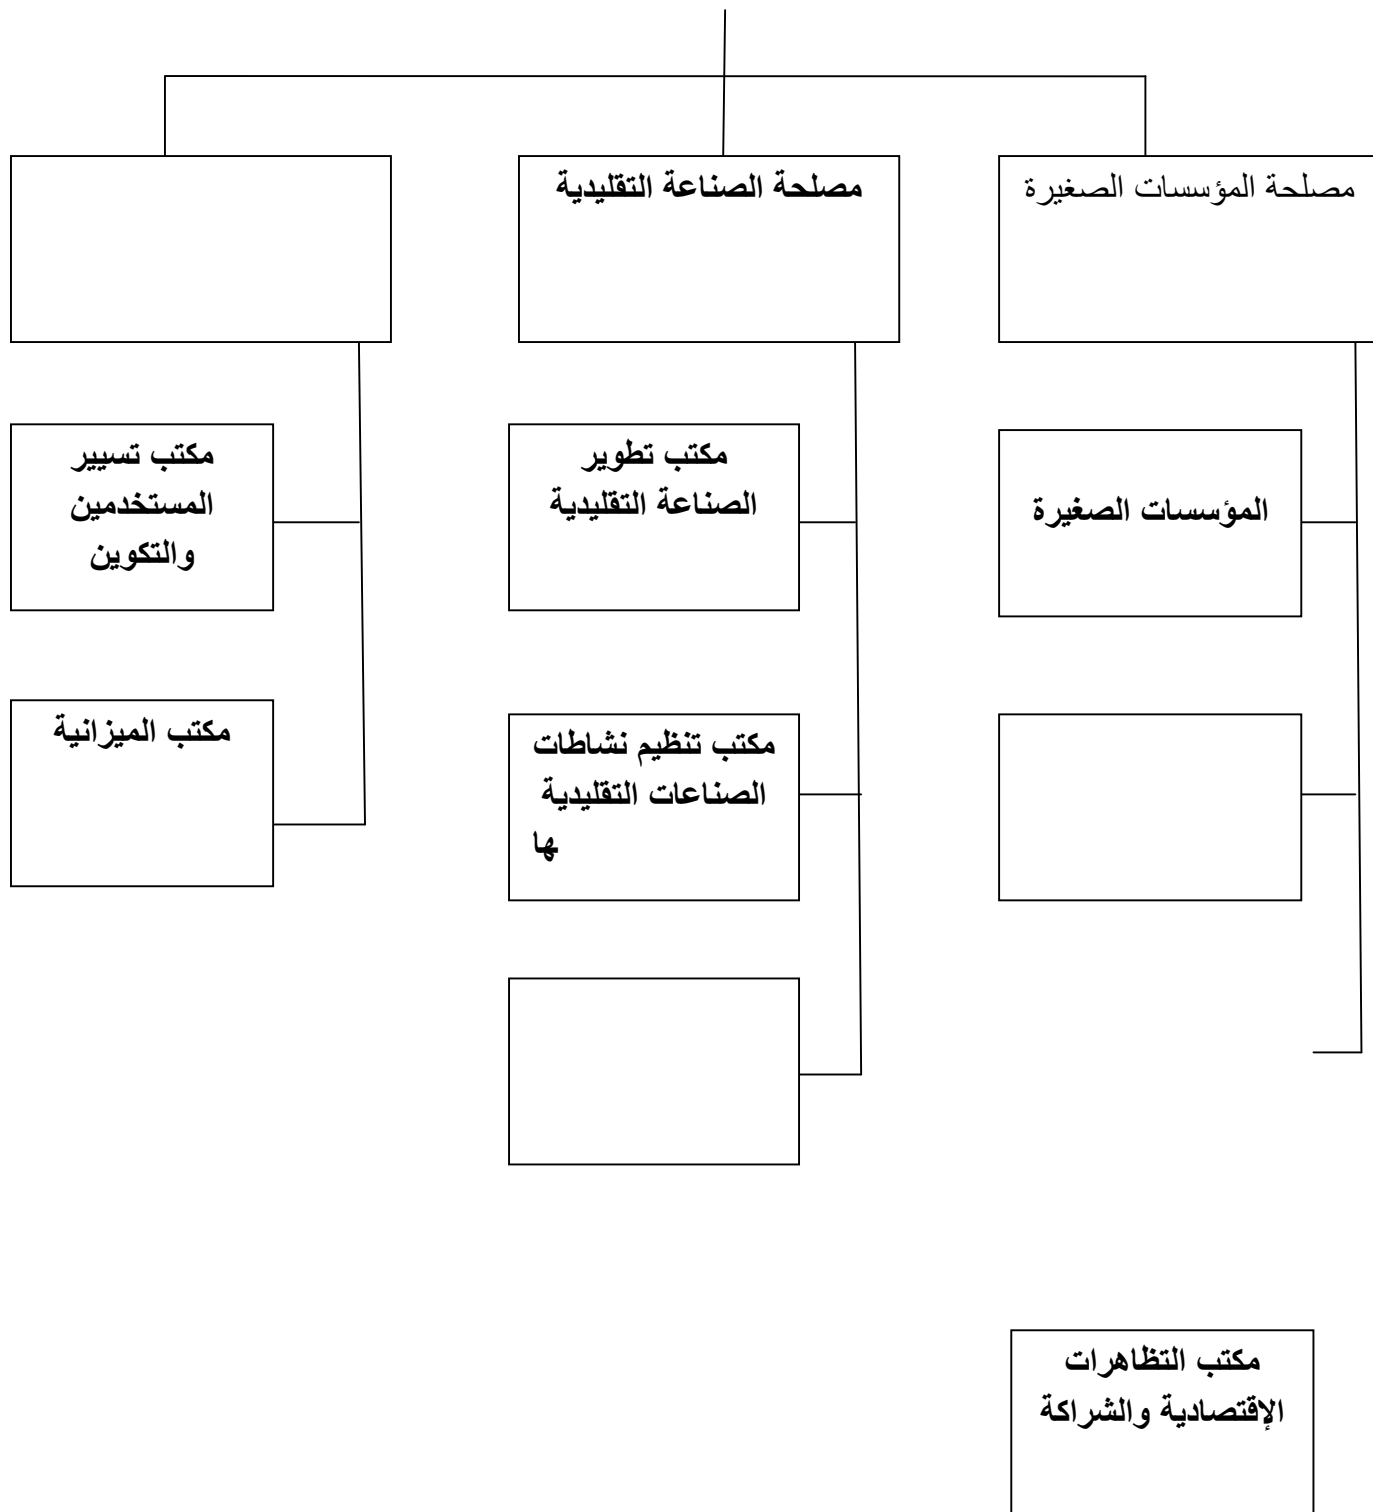 مصلحة المؤسسات الصغيرة
مصلحة الصناعة التقليدية
المؤسسات الصغيرة
مكتب تطوير
الصناعة التقليدية
مكتب تسيير
المستخدمين
والتكوين
مكتب تنظيم نشاطات
الصناعات التقليدية
ها
مكتب الميزانية
مكتب التظاهرات
الإقتصادية والشراكة